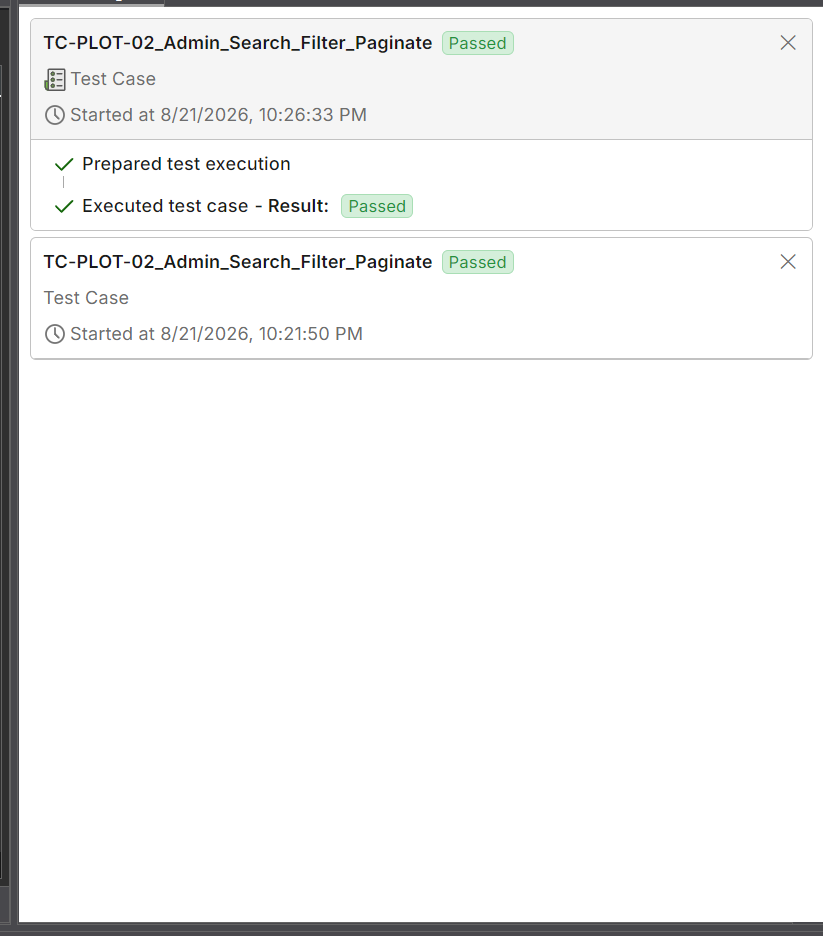 TC-PLOT-02_Admin_Search_Filter_Paginate Passed
Test Case
Started at 8/21/2026, 10:26:33 PM
Prepared test execution
Executed test case - Result: Passed
TC-PLOT-02_Admin_Search_Filter_Paginate Passed
Test Case
Started at 8/21/2026, 10:21:50 PM